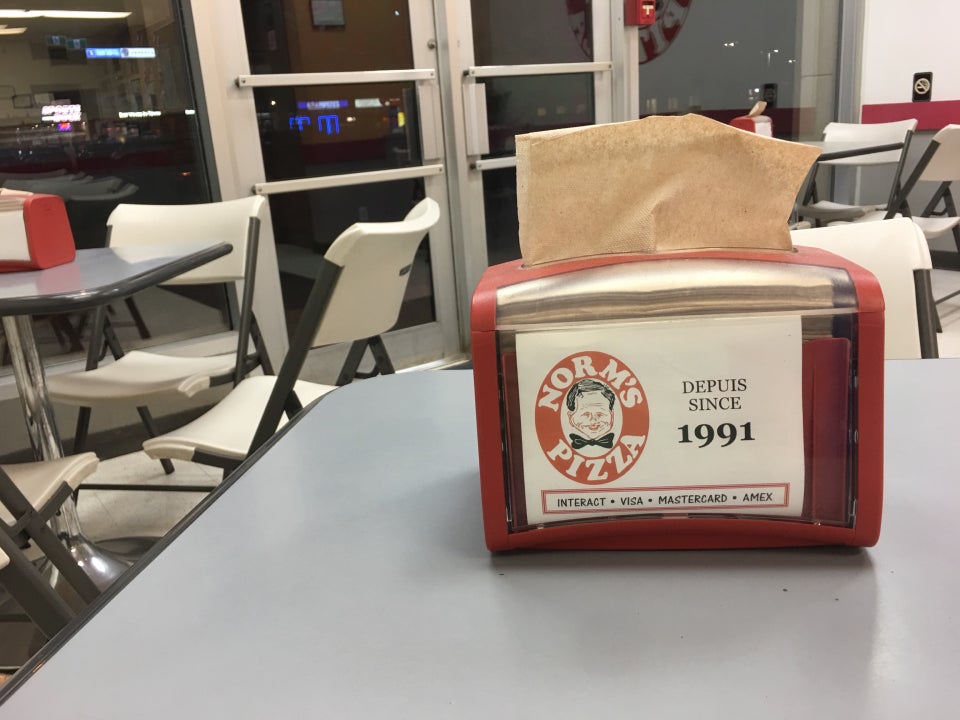 NORM'S
PIZZA
DEPUIS
SINCE
1991
INTERACT • VISA • MASTERCARD • AMEX